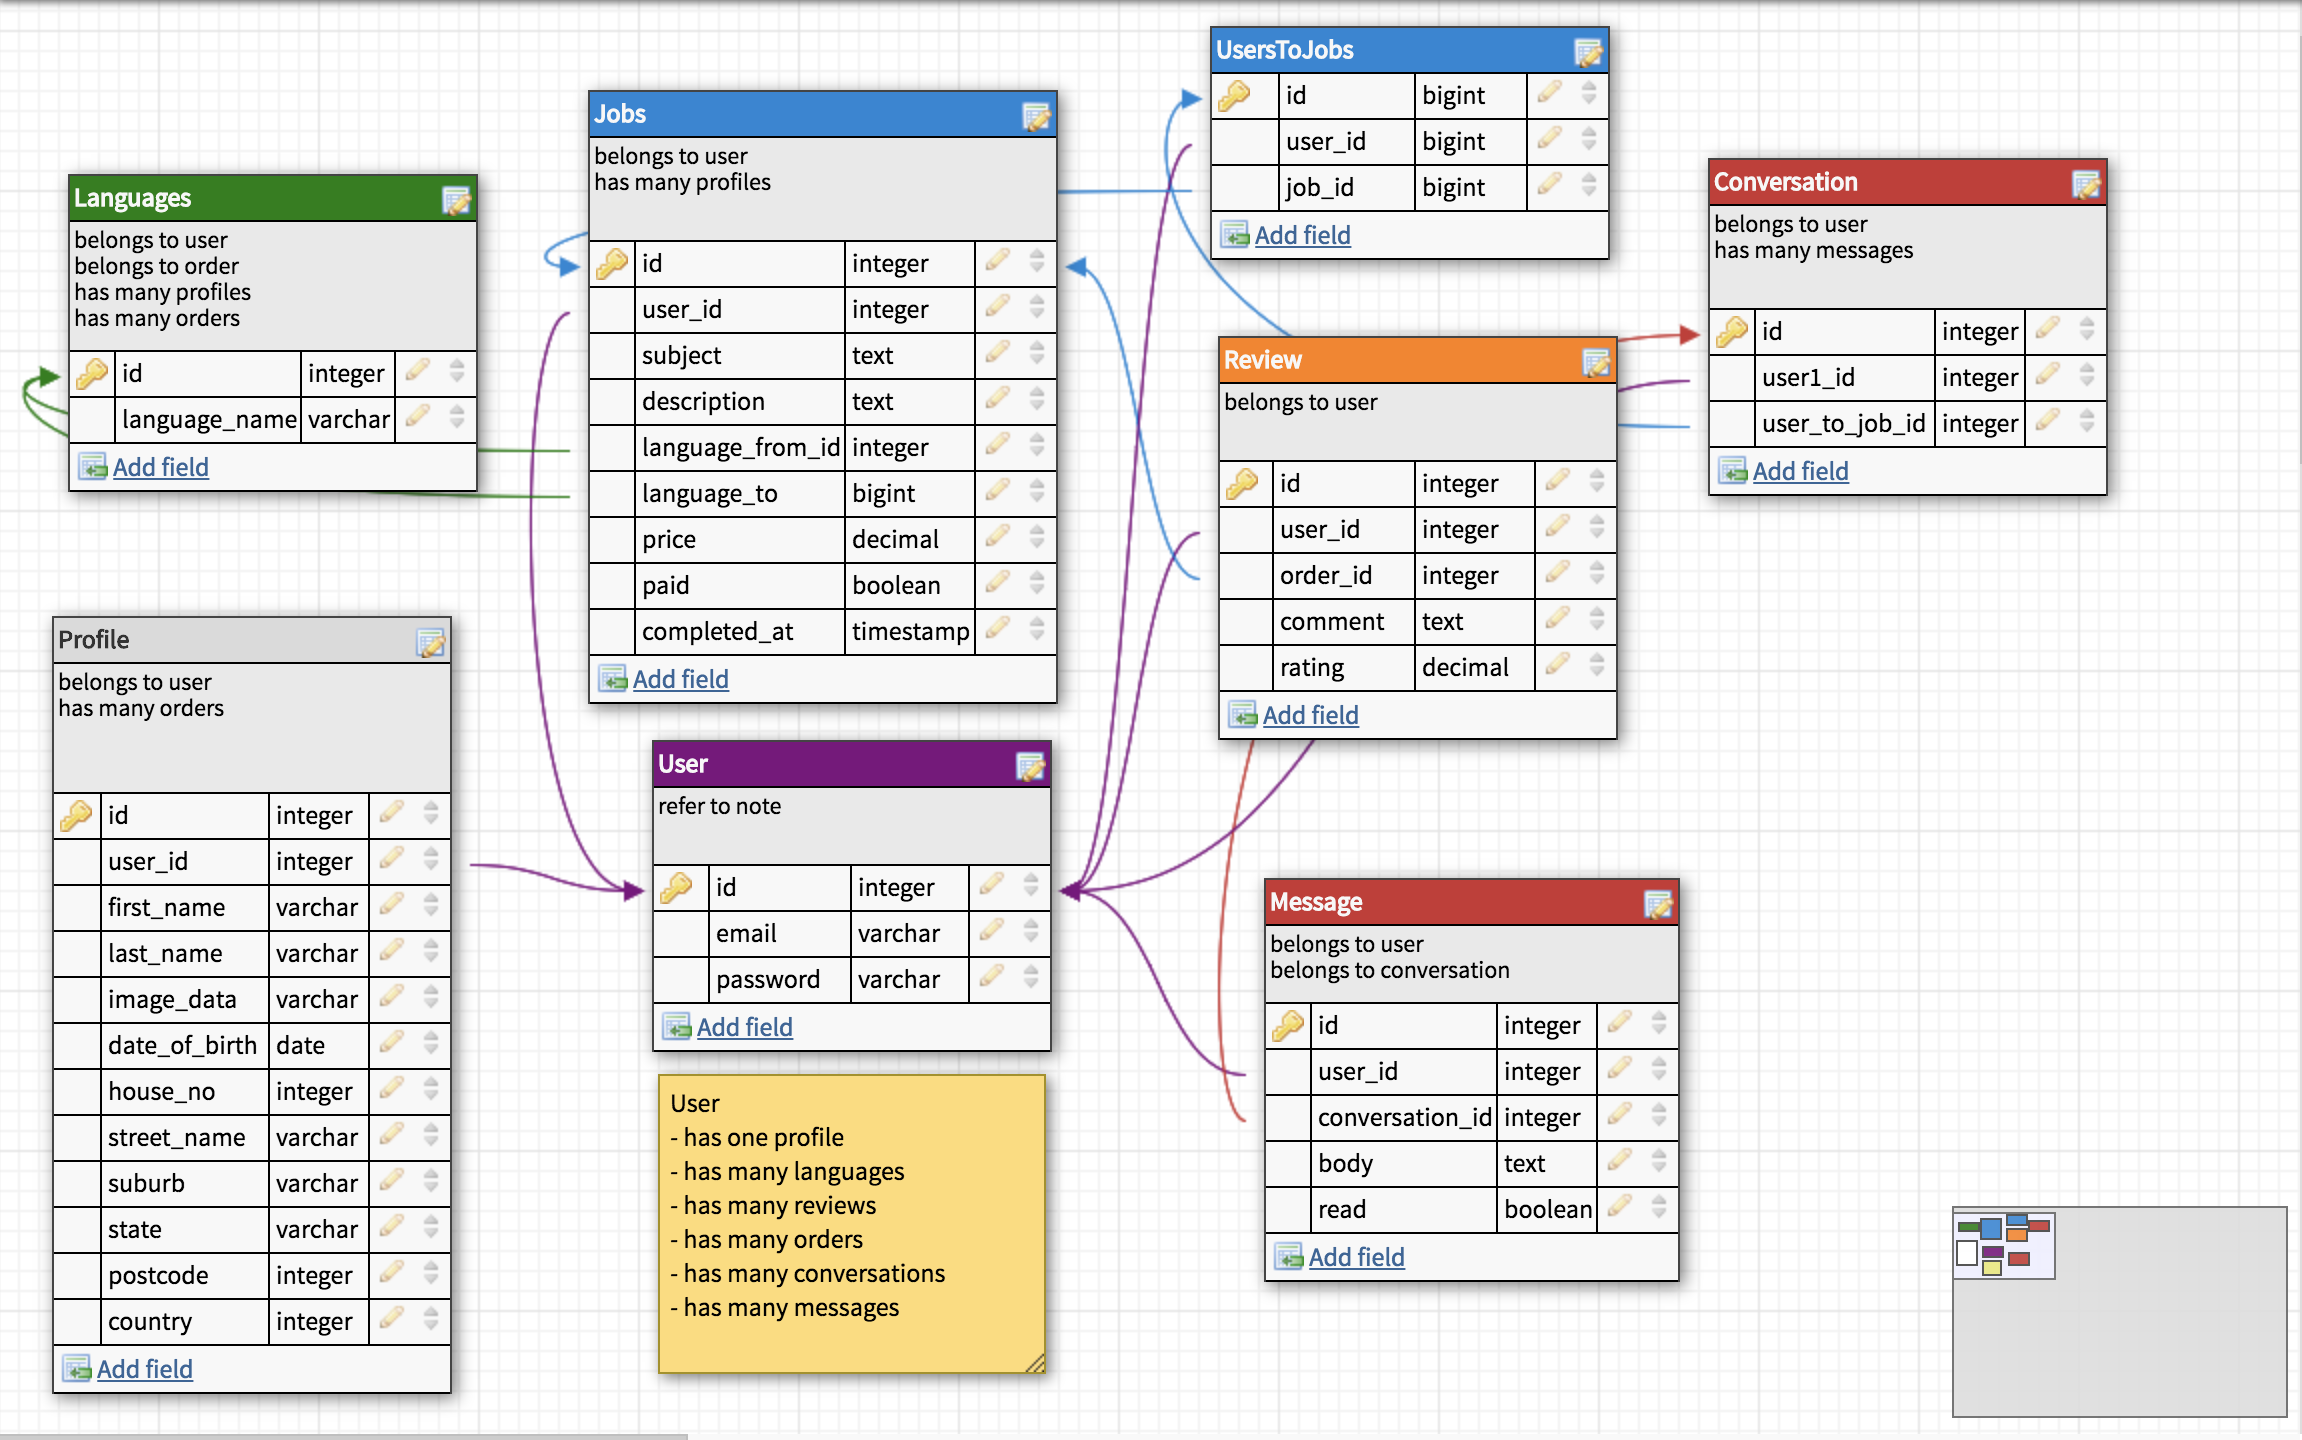 Languages
belongs to user
belongs to order
has many profiles
has many orders
id integer
language_name varchar
Add field
Jobs
belongs to user
has many profiles
id integer
user_id integer
subject text
description text
language_from_id integer
language_to bigint
price decimal
paid boolean
completed_at timestamp
Add field
UsersToJobs
id bigint
user_id bigint
job_id bigint
Add field
Conversation
belongs to user
has many messages
id integer
user1_id integer
user_to_job_id integer
Add field
Review
belongs to user
id integer
user_id integer
order_id integer
comment text
rating decimal
Add field
Profile
belongs to user
has many orders
id integer
user_id integer
first_name varchar
last_name varchar
image_data varchar
date_of_birth date
house_no integer
street_name varchar
suburb varchar
state varchar
postcode integer
country integer
Add field
User
refer to note
id integer
email varchar
password varchar
Add field
User
- has one profile
- has many languages
- has many reviews
- has many orders
- has many conversations
- has many messages
Message
belongs to user
belongs to conversation
id integer
user_id integer
conversation_id integer
body text
read boolean
Add field